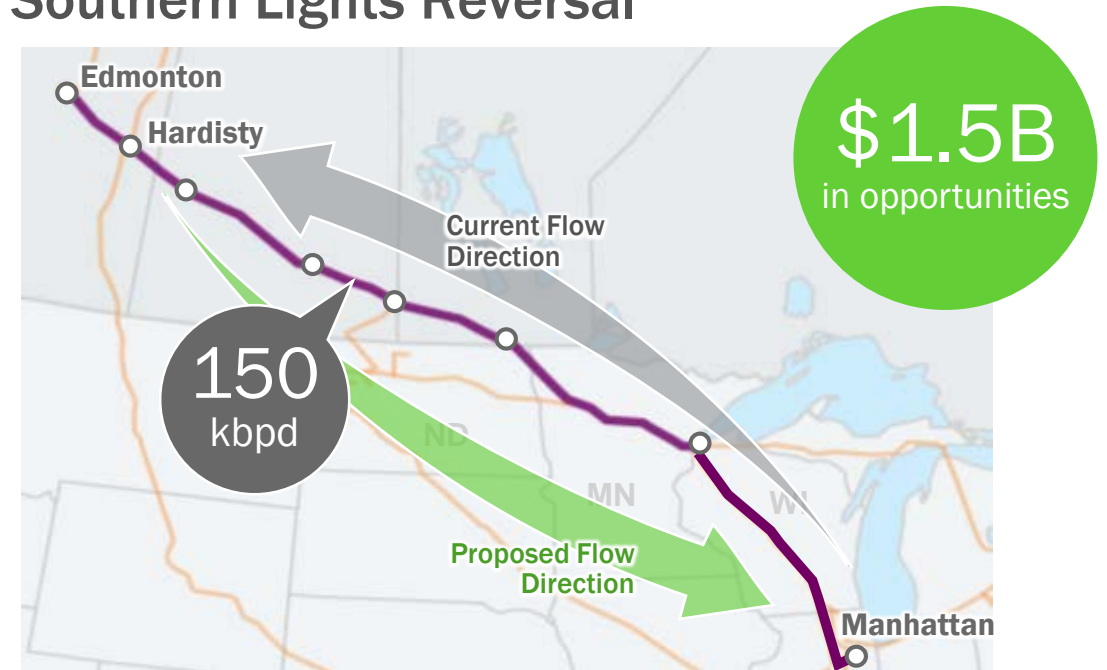 Southern Lights Reversal
Edmonton
Hardisty
$1.5B
in opportunities
Current Flow
Direction
150
kbpd
ND
MN
WI
Proposed Flow
Direction
Manhattan